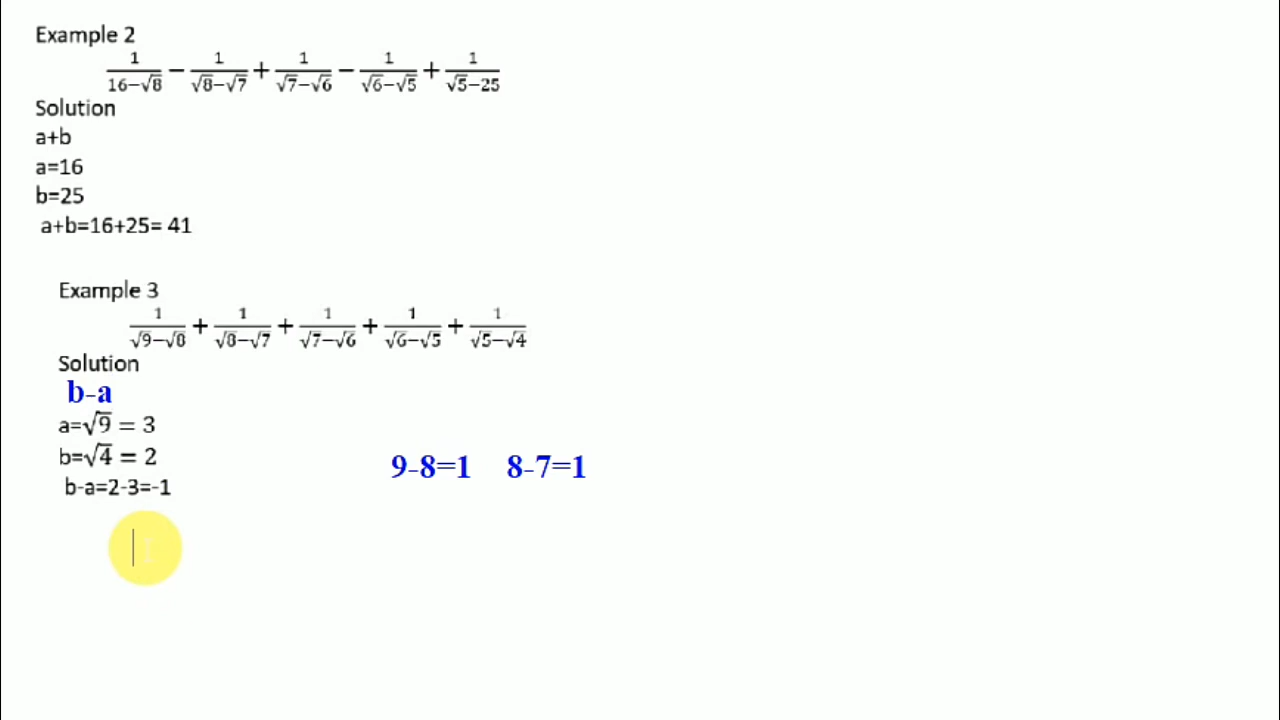 Example 2
1/(16−√8) − 1/(√8−√7) + 1/(√7−√6) − 1/(√6−√5) + 1/(√5−25)
Solution
a+b
a=16
b=25
a+b=16+25= 41
Example 3
1/(√9−√8) + 1/(√8−√7) + 1/(√7−√6) + 1/(√6−√5) + 1/(√5−√4)
Solution
b-a
a=√9 = 3
b=√4 = 2
9-8=1 8-7=1
b-a=2-3=-1